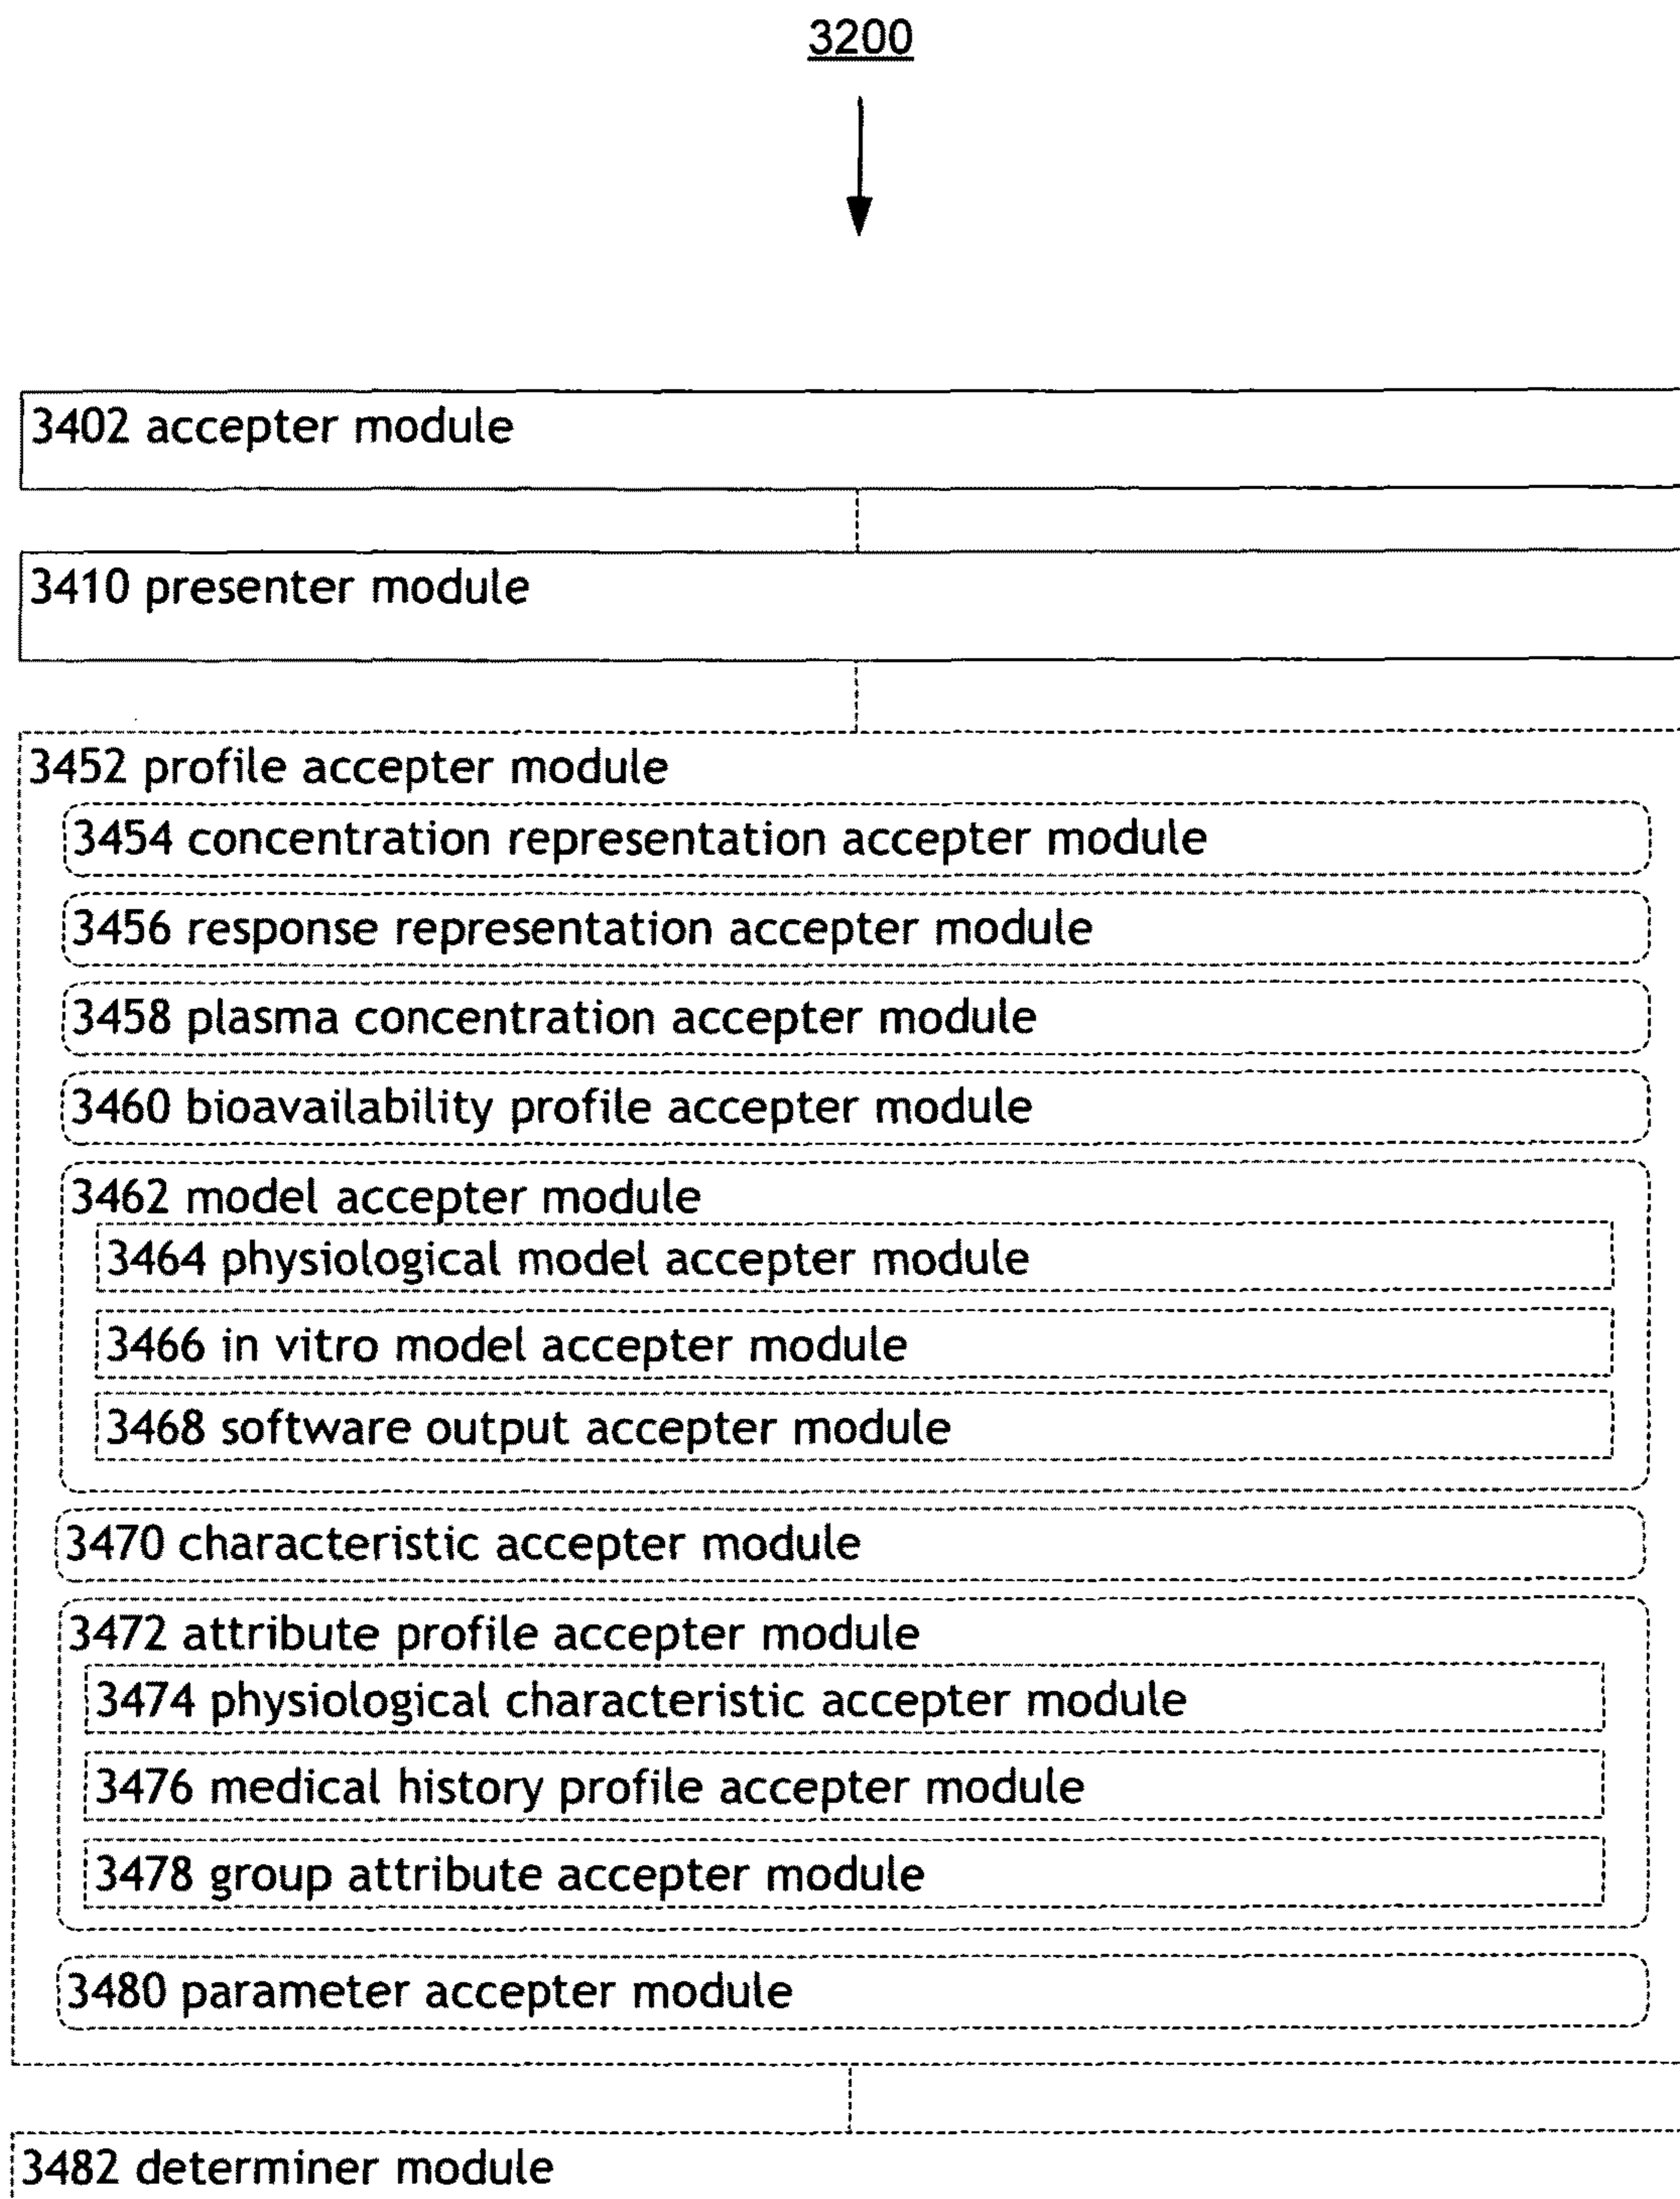 3200
3402 accepter module
3410 presenter module
3452 profile accepter module
3454 concentration representation accepter module
3456 response representation accepter module
3458 plasma concentration accepter module
3460 bioavailability profile accepter module
3462 model accepter module
3464 physiological model accepter module
3466 in vitro model accepter module
3468 software output accepter module
3470 characteristic accepter module
3472 attribute profile accepter module
3474 physiological characteristic accepter module
3476 medical history profile accepter module
3478 group attribute accepter module
3480 parameter accepter module
3482 determiner module